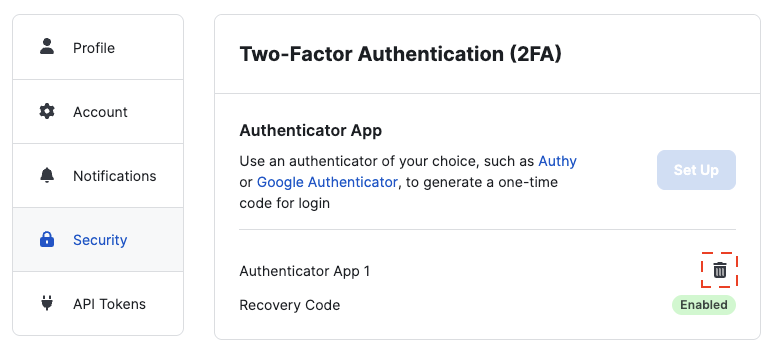 Profile
Account
Notifications
Security
API Tokens
Two-Factor Authentication (2FA)
Authenticator App
Use an authenticator of your choice, such as Authy
or Google Authenticator, to generate a one-time
code for login
Set Up
Authenticator App 1
Recovery Code
Enabled